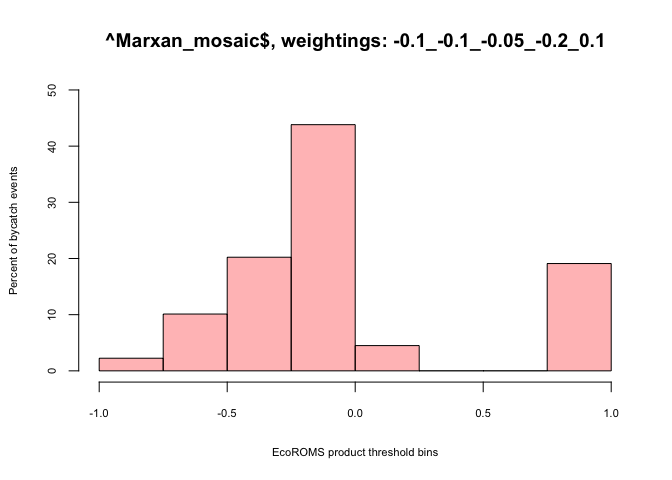 ^Marxan_mosaic$, weightings: -0.1_-0.1_-0.05_-0.2_0.1
Percent of bycatch events
50
40
30
20
10
0
-1.0 -0.5 0.0 0.5 1.0
EcoROMS product threshold bins